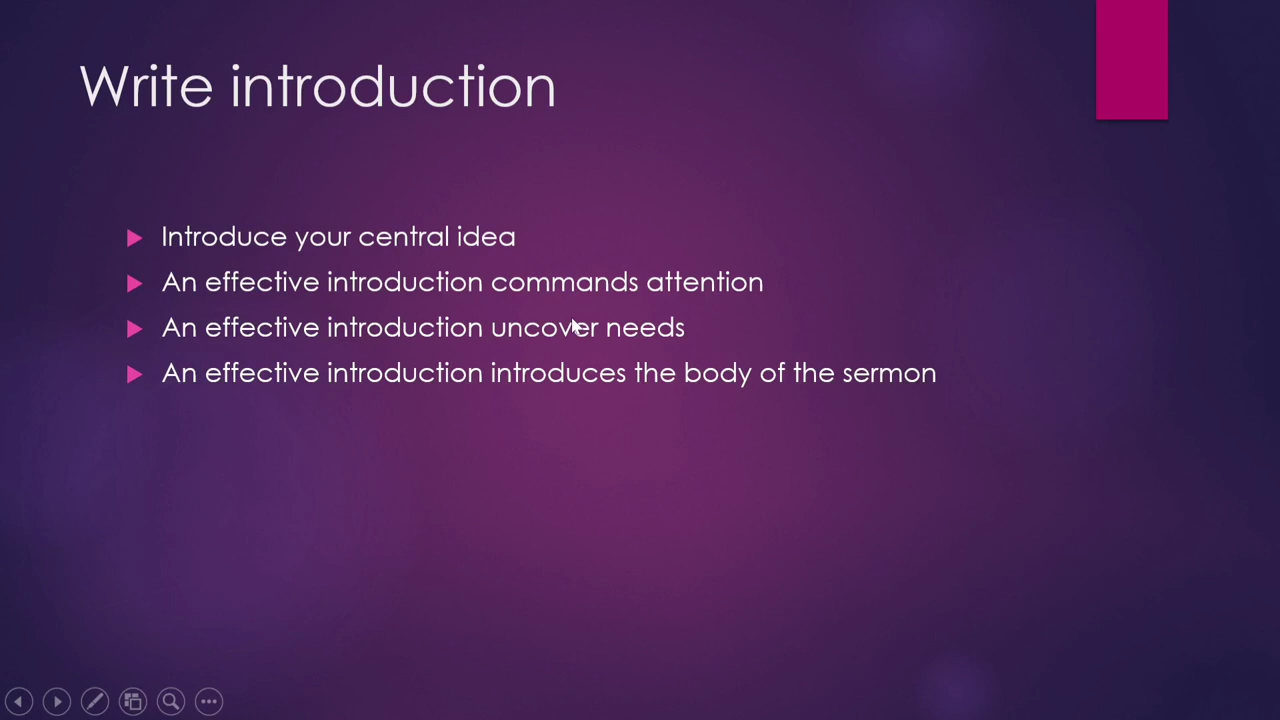 Write introduction
Introduce your central idea
An effective introduction commands attention
An effective introduction uncover needs
An effective introduction introduces the body of the sermon